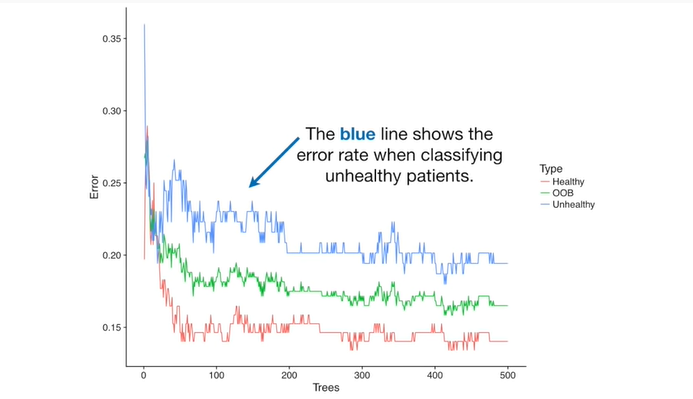 0.35
0.30
0.25
0.20
0.15
Error
The blue line shows the
error rate when classifying
unhealthy patients.
Type
Healthy
OOB
Unhealthy
0
100
200
300
400
500
Trees